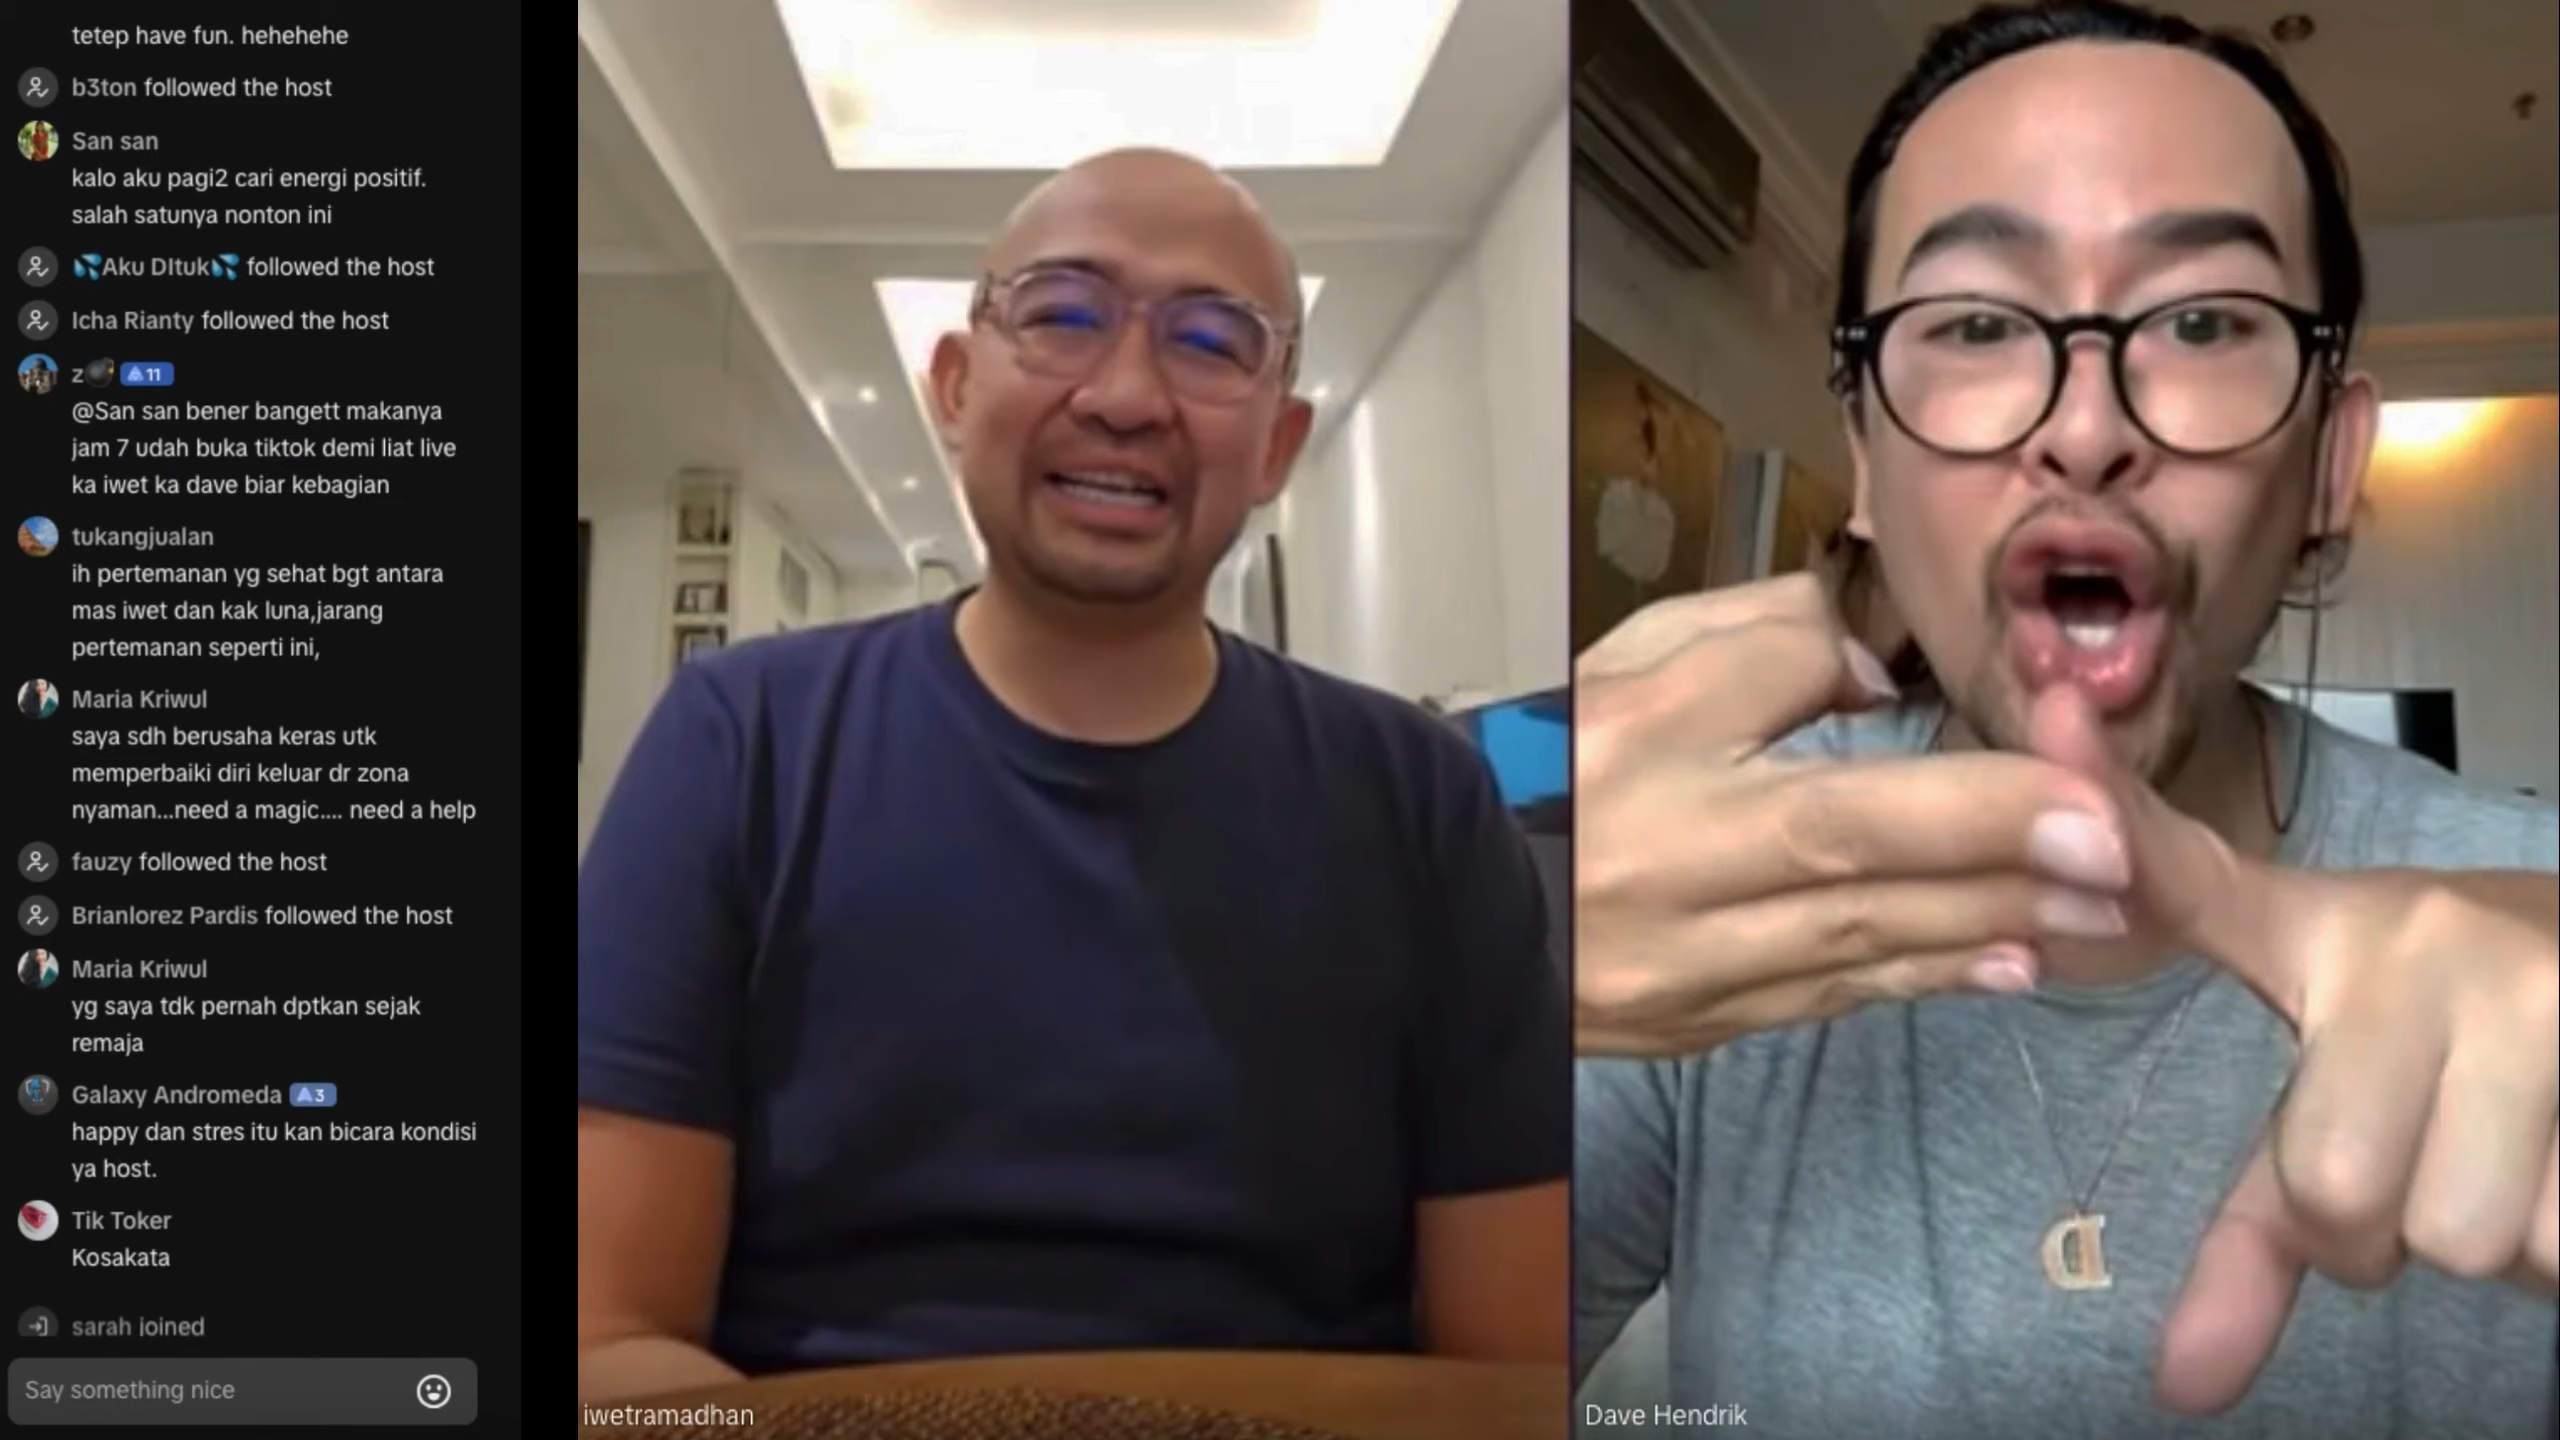 tetep have fun. hehehehe
b3ton followed the host
San san
kalo aku pagi2 cari energi positif.
salah satunya nonton ini
💦Aku DItuk💦 followed the host
Icha Rianty followed the host
z💣 11
@San san bener bangett makanya
jam 7 udah buka tiktok demi liat live
ka iwet ka dave biar kebagian
tukangjualan
ih pertemanan yg sehat bgt antara
mas iwet dan kak luna,jarang
pertemanan seperti ini,
Maria Kriwul
saya sdh berusaha keras utk
memperbaiki diri keluar dr zona
nyaman...need a magic.... need a help
fauzy followed the host
Brianlorez Pardis followed the host
Maria Kriwul
yg saya tdk pernah dptkan sejak
remaja
Galaxy Andromeda 3
happy dan stres itu kan bicara kondisi
ya host.
Tik Toker
Kosakata
sarah joined
Say something nice
iwetramadhan
Dave Hendrik
D